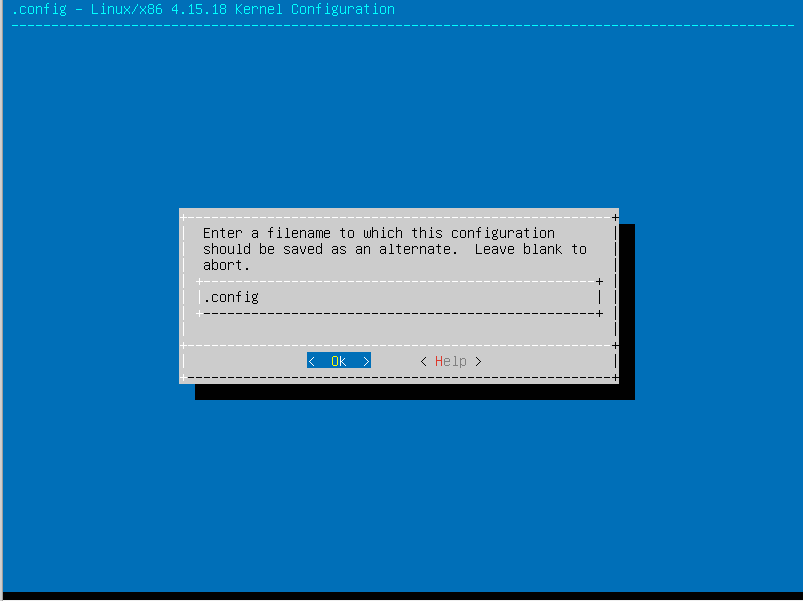 .config - Linux/x86 4.15.18 Kernel Configuration
Enter a filename to which this configuration
should be saved as an alternate.  Leave blank to
abort.
.config
<  Ok  >      < Help >